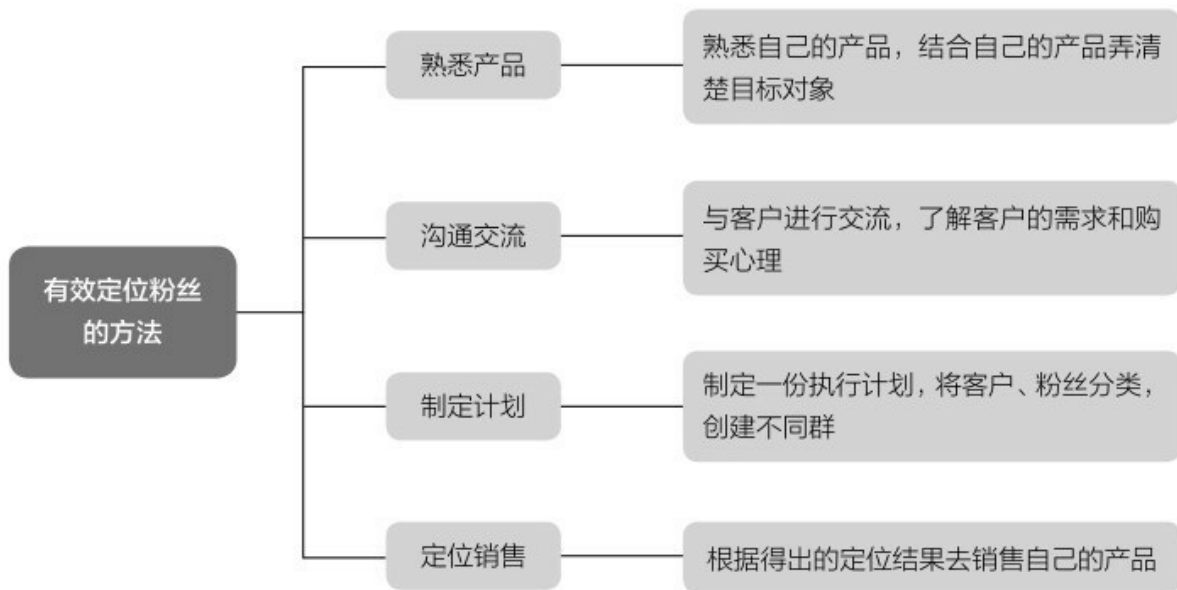 有效定位粉丝
的方法
熟悉产品
熟悉自己的产品，结合自己的产品弄清
楚目标对象
沟通交流
与客户进行交流，了解客户的需求和购
买心理
制定计划
制定一份执行计划，将客户、粉丝分类，
创建不同群
定位销售
根据得出的定位结果去销售自己的产品